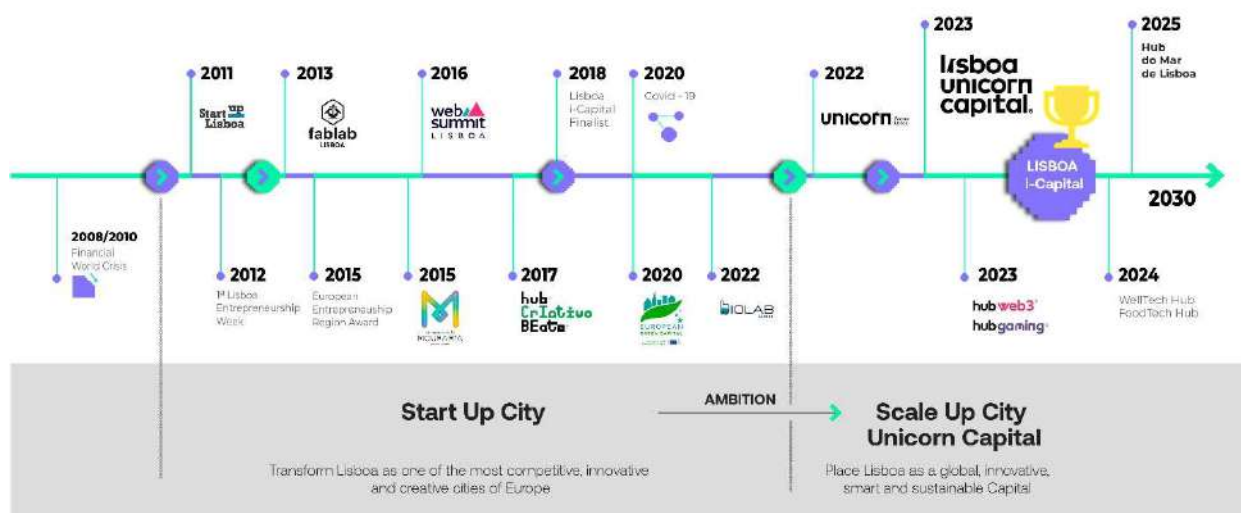 2011
Start up
Lisboa
2013
fablab
LISBOA
2016
web
summit
LISBOA
2018
Lisboa
i-Capital
Finalist
2020
Covid - 19
2022
unicorn
2023
lisboa
unicorn
capital
2025
Hub
do Mar
de Lisboa
LISBOA
i-Capital
2030
2008/2010
Financial
World Crisis
2012
1ª Lisboa
Entrepreneurship
Week
2015
European
Entrepreneuship
Region Award
2015
M
MOURARIA
2017
hub
CrIatIvo
BEato
2020
EUROPEAN
GREEN CAPITAL
2022
BIOLAB
2023
hub web3
hub gaming
2024
WellTech Hub
FoodTech Hub
Start Up City
AMBITION
Scale Up City
Unicorn Capital
Transform Lisboa as one of the most competitive, innovative
and creative cities of Europe
Place Lisboa as a global, innovative,
smart and sustainable Capital